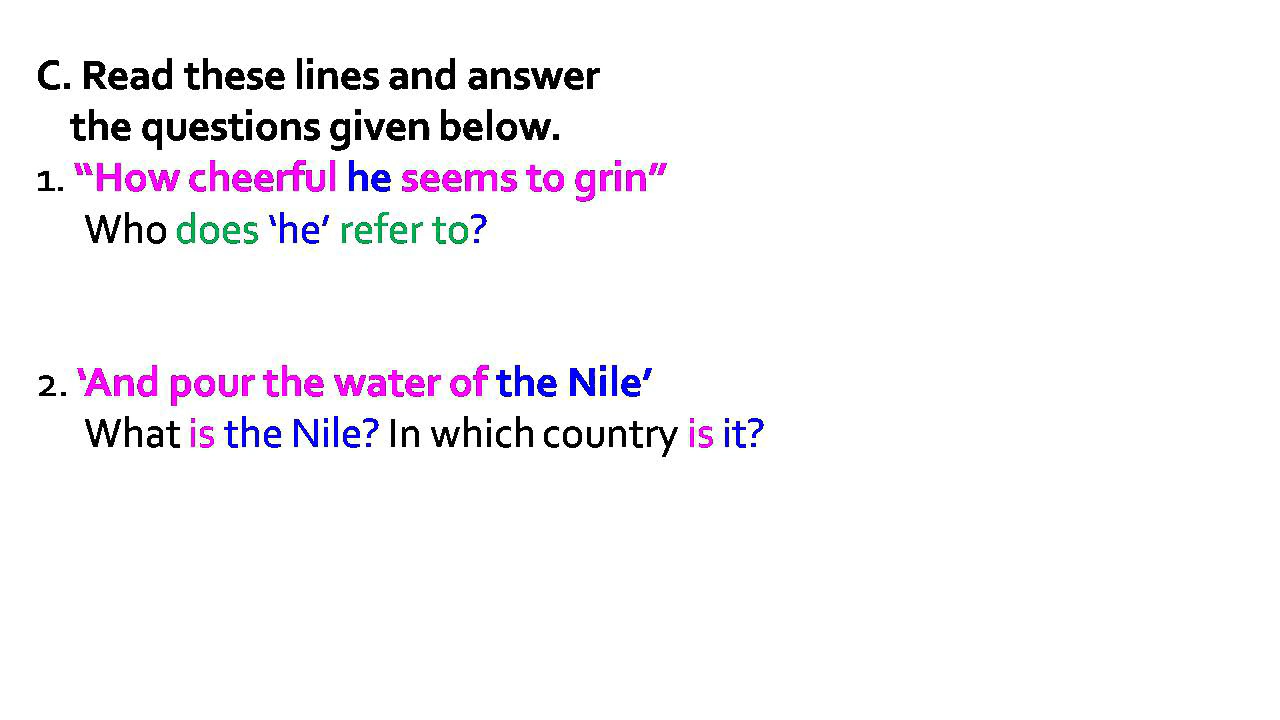 C. Read these lines and answer
the questions given below.
1. “How cheerful he seems to grin”
Who does ‘he’ refer to?
2. ‘And pour the water of the Nile’
What is the Nile? In which country is it?